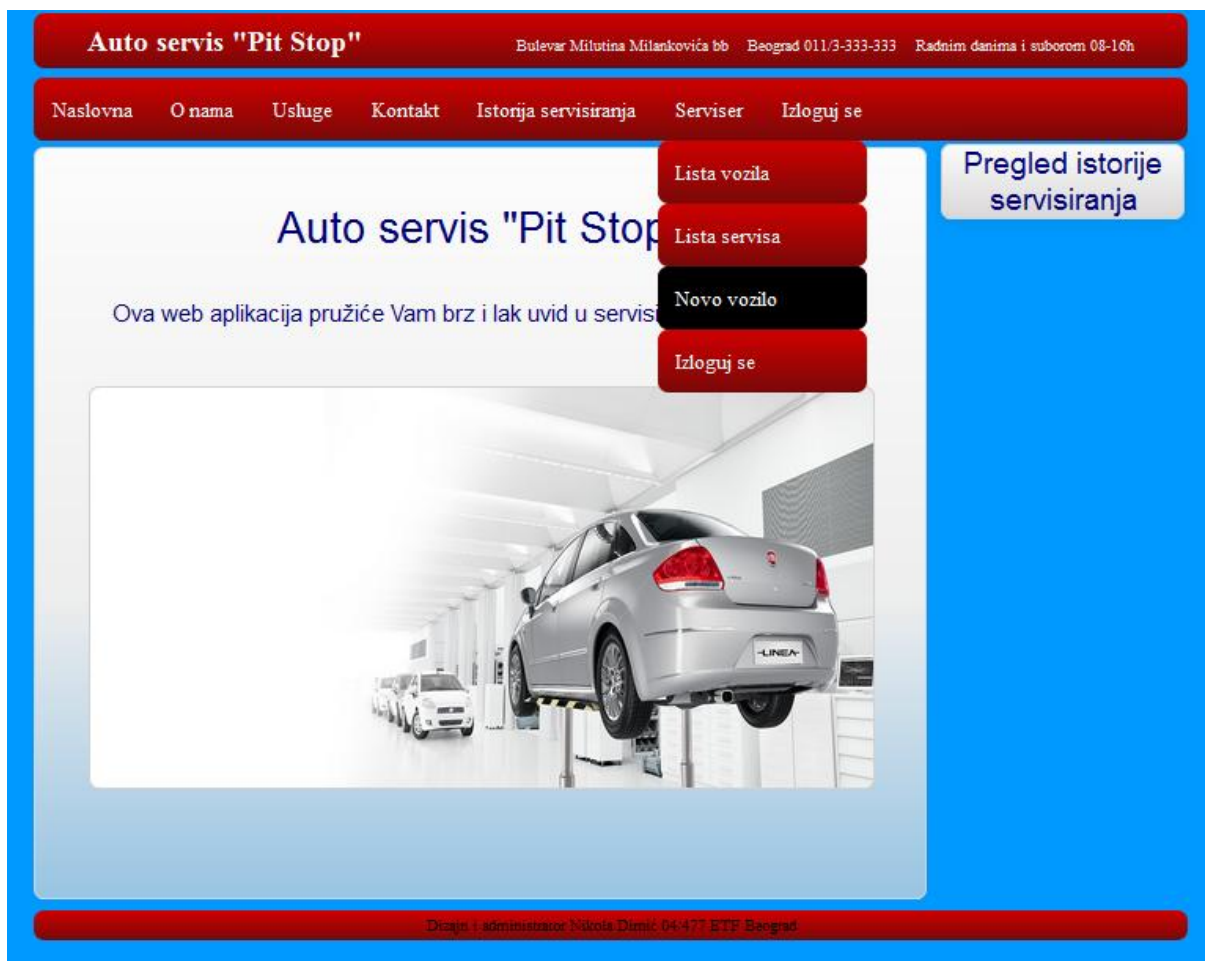 Auto servis "Pit Stop"
Bulevar Milutina Milankovića bb Beograd 011/3-333-333 Radnim danima i suborom 08-16h
Naslovna O nama Usluge Kontakt Istorija servisiranja Serviser Izloguj se
Lista vozila
Lista servisa
Novo vozilo
Izloguj se
Pregled istorije
servisiranja
Auto servis "Pit Stop
Ova web aplikacija pružiće Vam brz i lak uvid u servisi
-LINEA-
Dizajn i administrator Nikola Dimić 04/477 ETF Beograd